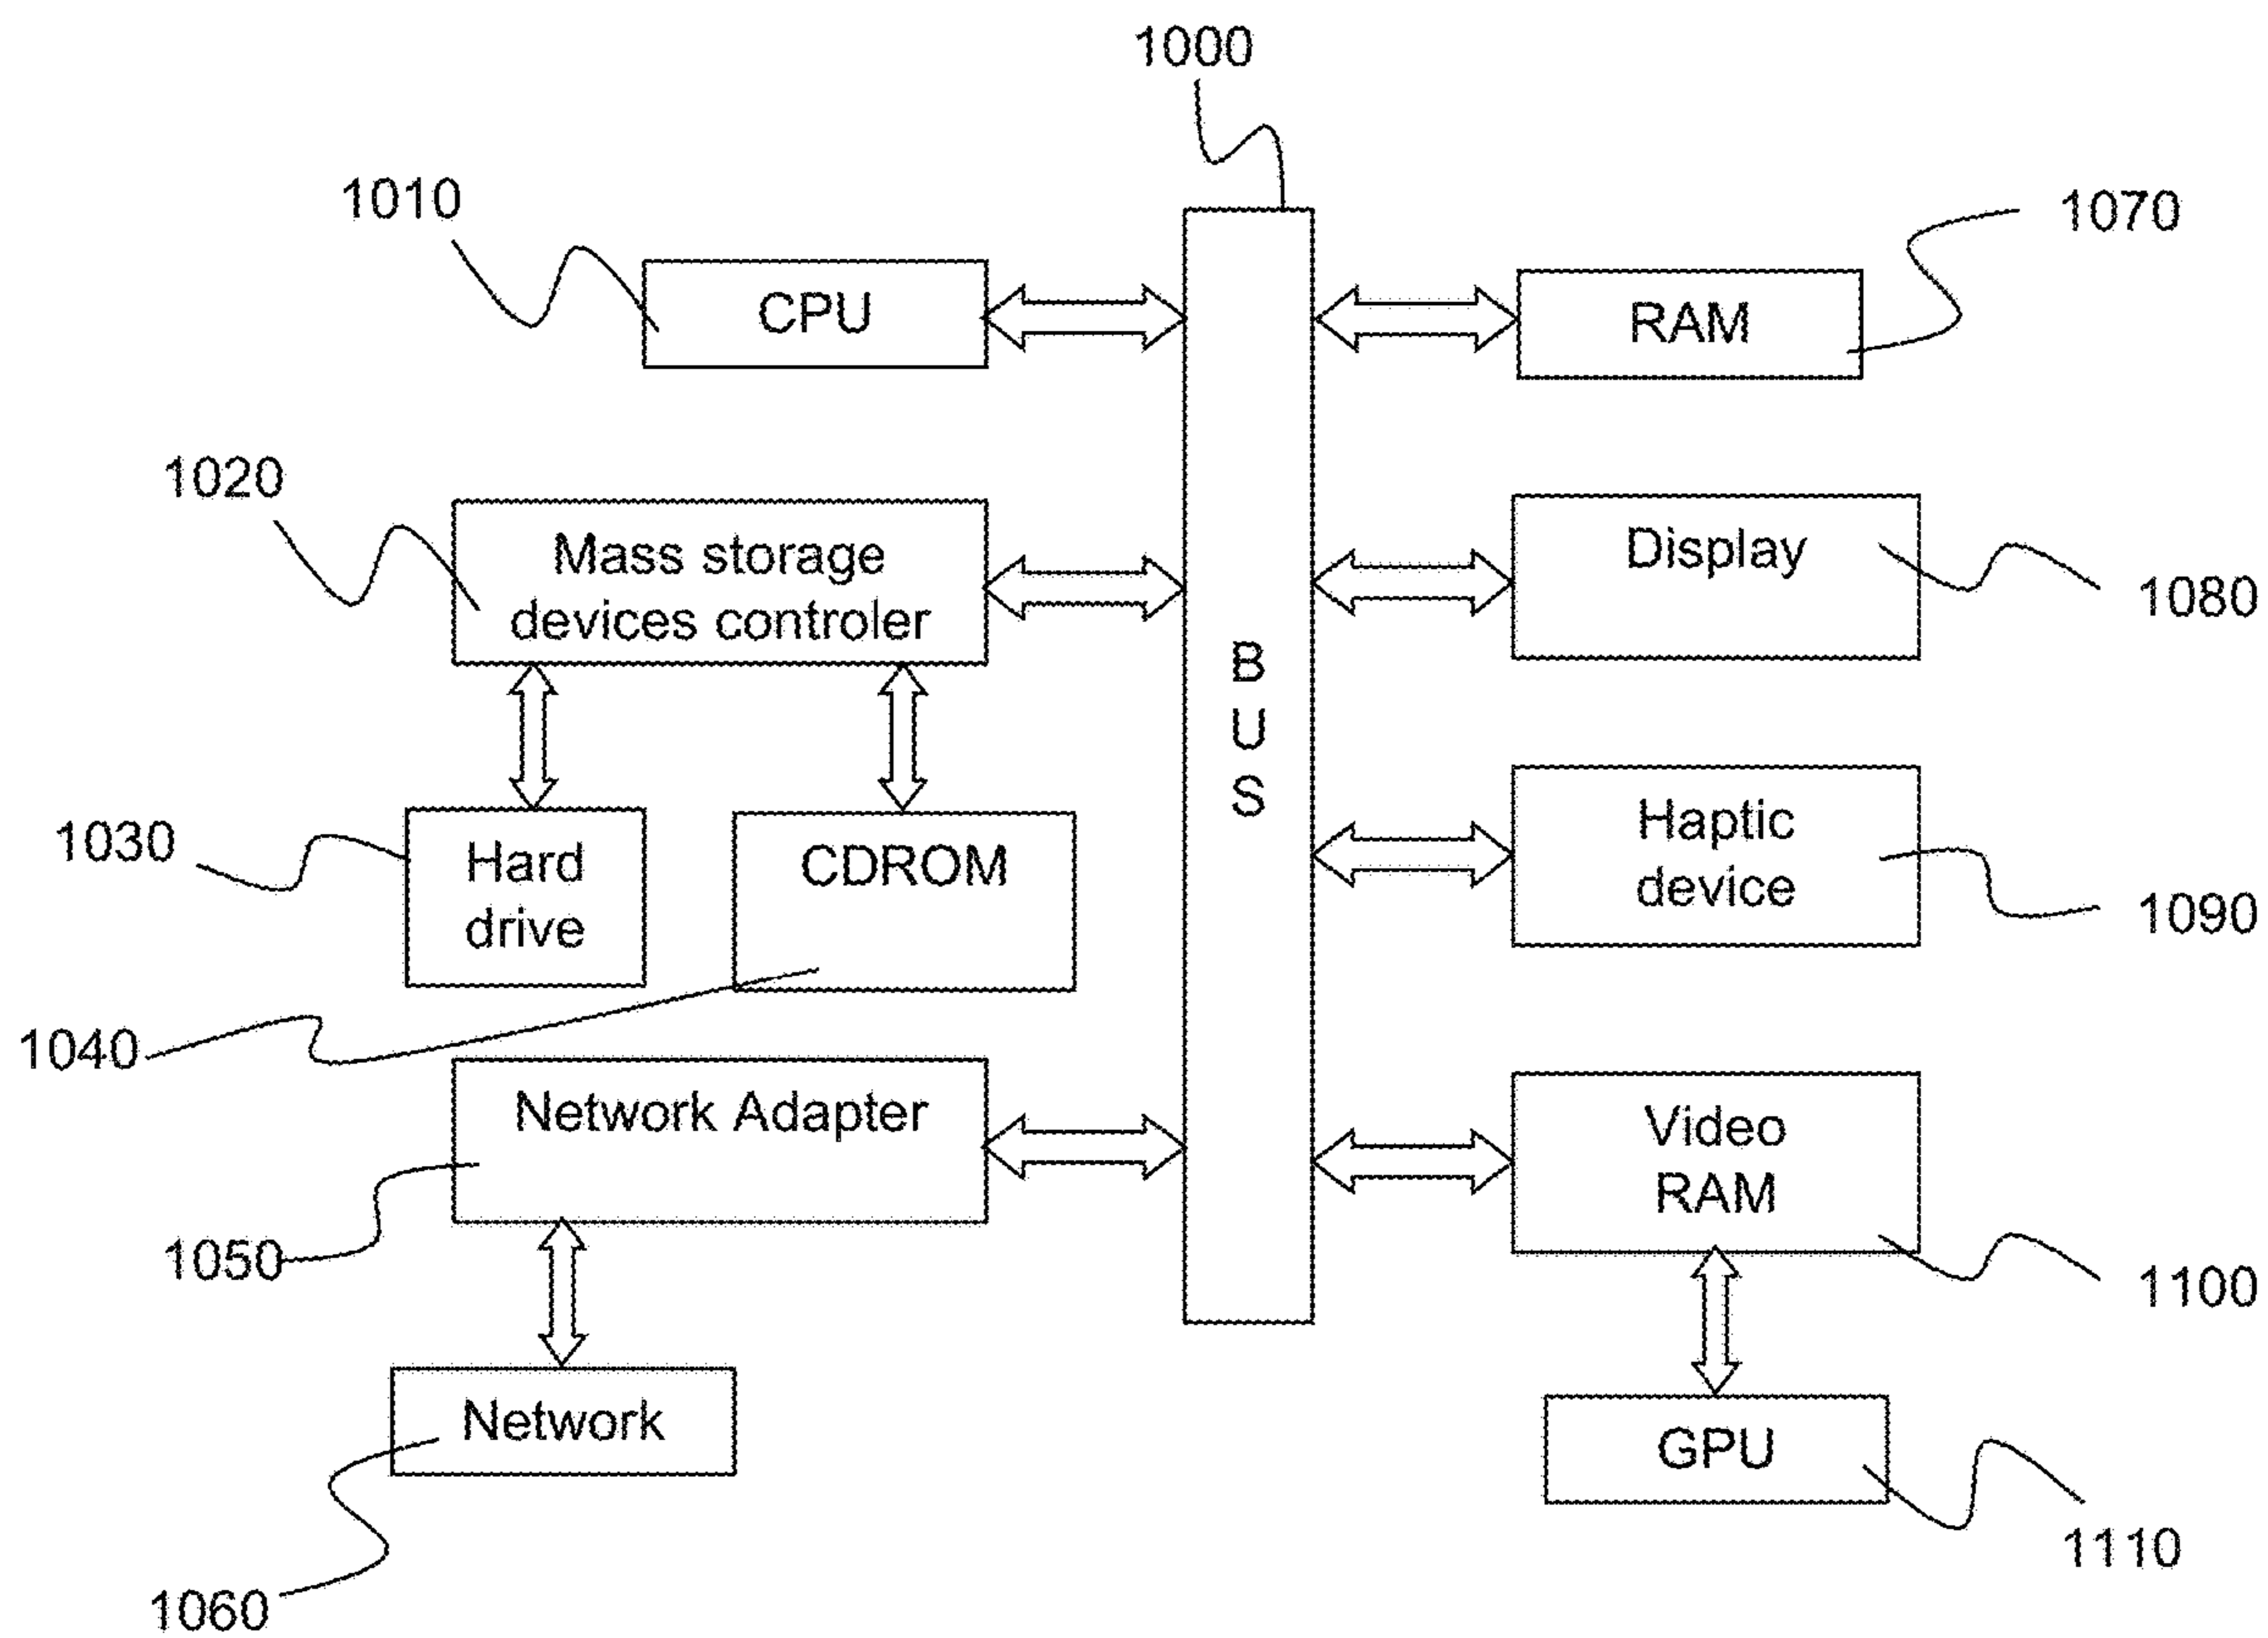 1000
1010
CPU
RAM
1070
1020
Mass storage
devices controler
Display
1080
B
U
S
1030
Hard
drive
CDROM
Haptic
device
1090
1040
Network Adapter
1050
Video
RAM
1100
Network
1060
GPU
1110